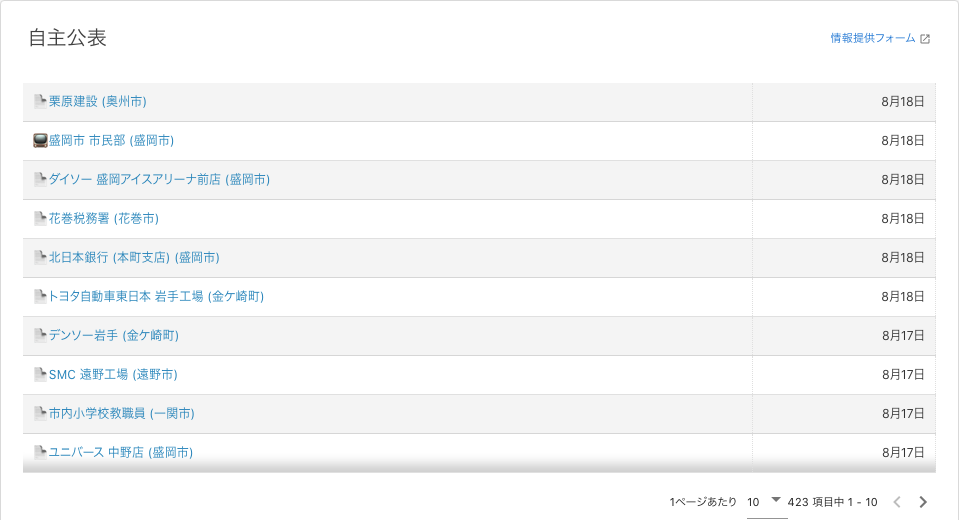 自主公表
情報提供フォーム
栗原建設 (奥州市) 8月18日
盛岡市 市民部 (盛岡市) 8月18日
ダイソー 盛岡アイスアリーナ前店 (盛岡市) 8月18日
花巻税務署 (花巻市) 8月18日
北日本銀行 (本町支店) (盛岡市) 8月18日
トヨタ自動車東日本 岩手工場 (金ケ崎町) 8月18日
デンソー岩手 (金ケ崎町) 8月17日
SMC 遠野工場 (遠野市) 8月17日
市内小学校教職員 (一関市) 8月17日
ユニバース 中野店 (盛岡市) 8月17日
1ページあたり 10 423 項目中 1 - 10